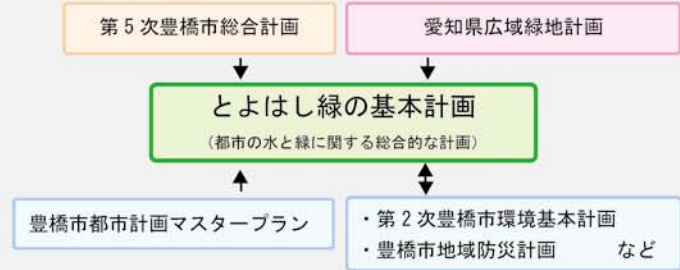 第5次豊橋市総合計画
愛知県広域緑地計画
とよはし緑の基本計画
（都市の水と緑に関する総合的な計画）
豊橋市都市計画マスタープラン
・第2次豊橋市環境基本計画
・豊橋市地域防災計画　　など